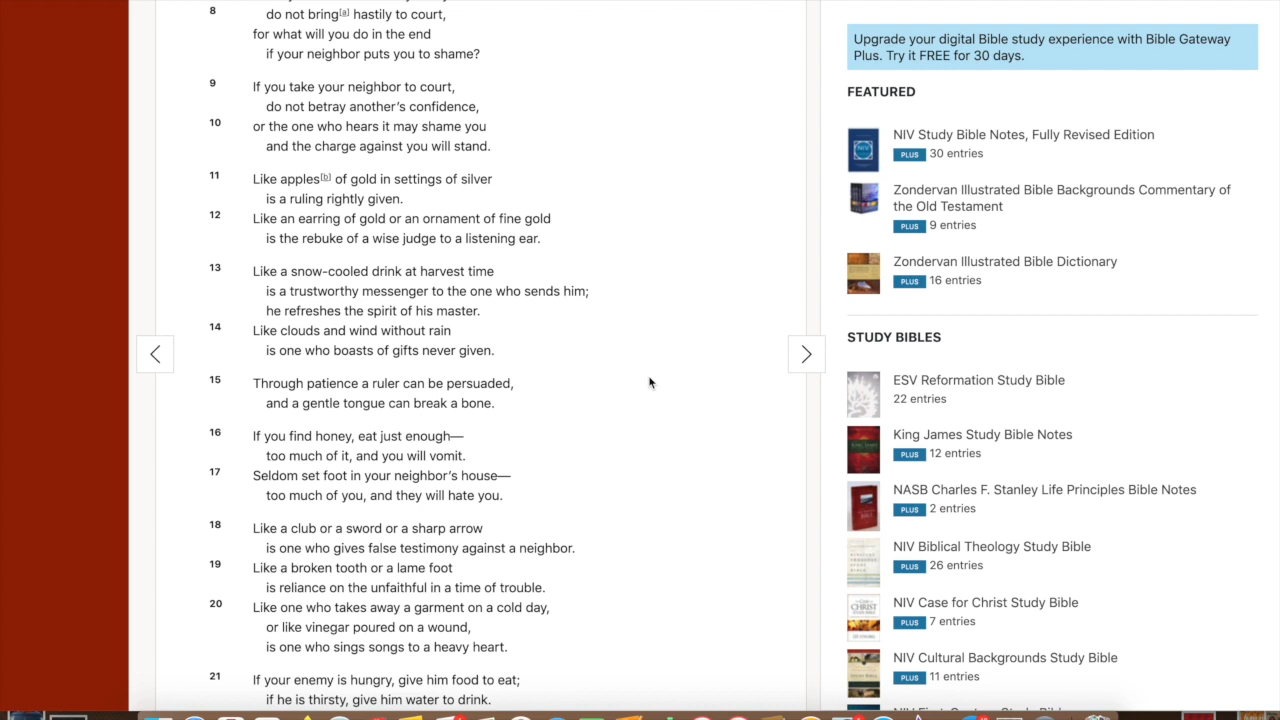 8
do not bring[a] hastily to court,
for what will you do in the end
if your neighbor puts you to shame?
9 If you take your neighbor to court,
do not betray another’s confidence,
10 or the one who hears it may shame you
and the charge against you will stand.
11 Like apples[b] of gold in settings of silver
is a ruling rightly given.
12 Like an earring of gold or an ornament of fine gold
is the rebuke of a wise judge to a listening ear.
13 Like a snow-cooled drink at harvest time
is a trustworthy messenger to the one who sends him;
he refreshes the spirit of his master.
14 Like clouds and wind without rain
is one who boasts of gifts never given.
15 Through patience a ruler can be persuaded,
and a gentle tongue can break a bone.
16 If you find honey, eat just enough—
too much of it, and you will vomit.
17 Seldom set foot in your neighbor’s house—
too much of you, and they will hate you.
18 Like a club or a sword or a sharp arrow
is one who gives false testimony against a neighbor.
19 Like a broken tooth or a lame foot
is reliance on the unfaithful in a time of trouble.
20 Like one who takes away a garment on a cold day,
or like vinegar poured on a wound,
is one who sings songs to a heavy heart.
21 If your enemy is hungry, give him food to eat;
if he is thirsty, give him water to drink.
Upgrade your digital Bible study experience with Bible Gateway
Plus. Try it FREE for 30 days.
FEATURED
NIV Study Bible Notes, Fully Revised Edition
PLUS 30 entries
Zondervan Illustrated Bible Backgrounds Commentary of
the Old Testament
PLUS 9 entries
Zondervan Illustrated Bible Dictionary
PLUS 16 entries
STUDY BIBLES
ESV Reformation Study Bible
22 entries
King James Study Bible Notes
PLUS 12 entries
NASB Charles F. Stanley Life Principles Bible Notes
PLUS 2 entries
NIV Biblical Theology Study Bible
PLUS 26 entries
NIV Case for Christ Study Bible
PLUS 7 entries
NIV Cultural Backgrounds Study Bible
PLUS 11 entries